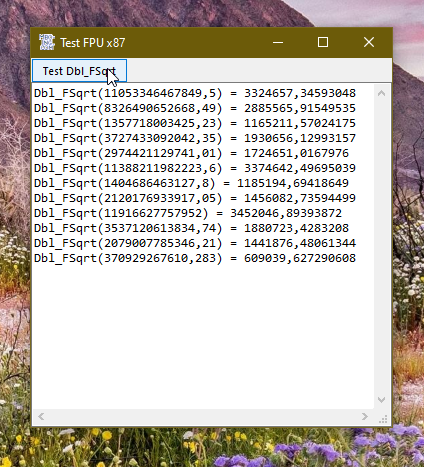 Test FPU x87
Test Dbl_FSqrt
Dbl_FSqrt(11053346467849,5) = 3324657,34593048
Dbl_FSqrt(8326490652668,49) = 2885565,91549535
Dbl_FSqrt(1357718003425,23) = 1165211,57024175
Dbl_FSqrt(3727433092042,35) = 1930656,12993157
Dbl_FSqrt(2974421129741,01) = 1724651,0167976
Dbl_FSqrt(11388211982223,6) = 3374642,49695039
Dbl_FSqrt(1404686463127,8) = 1185194,69418649
Dbl_FSqrt(2120176933917,05) = 1456082,73594499
Dbl_FSqrt(11916627757952) = 3452046,89393872
Dbl_FSqrt(3537120613834,74) = 1880723,4283208
Dbl_FSqrt(2079007785346,21) = 1441876,48061344
Dbl_FSqrt(370929267610,283) = 609039,627290608